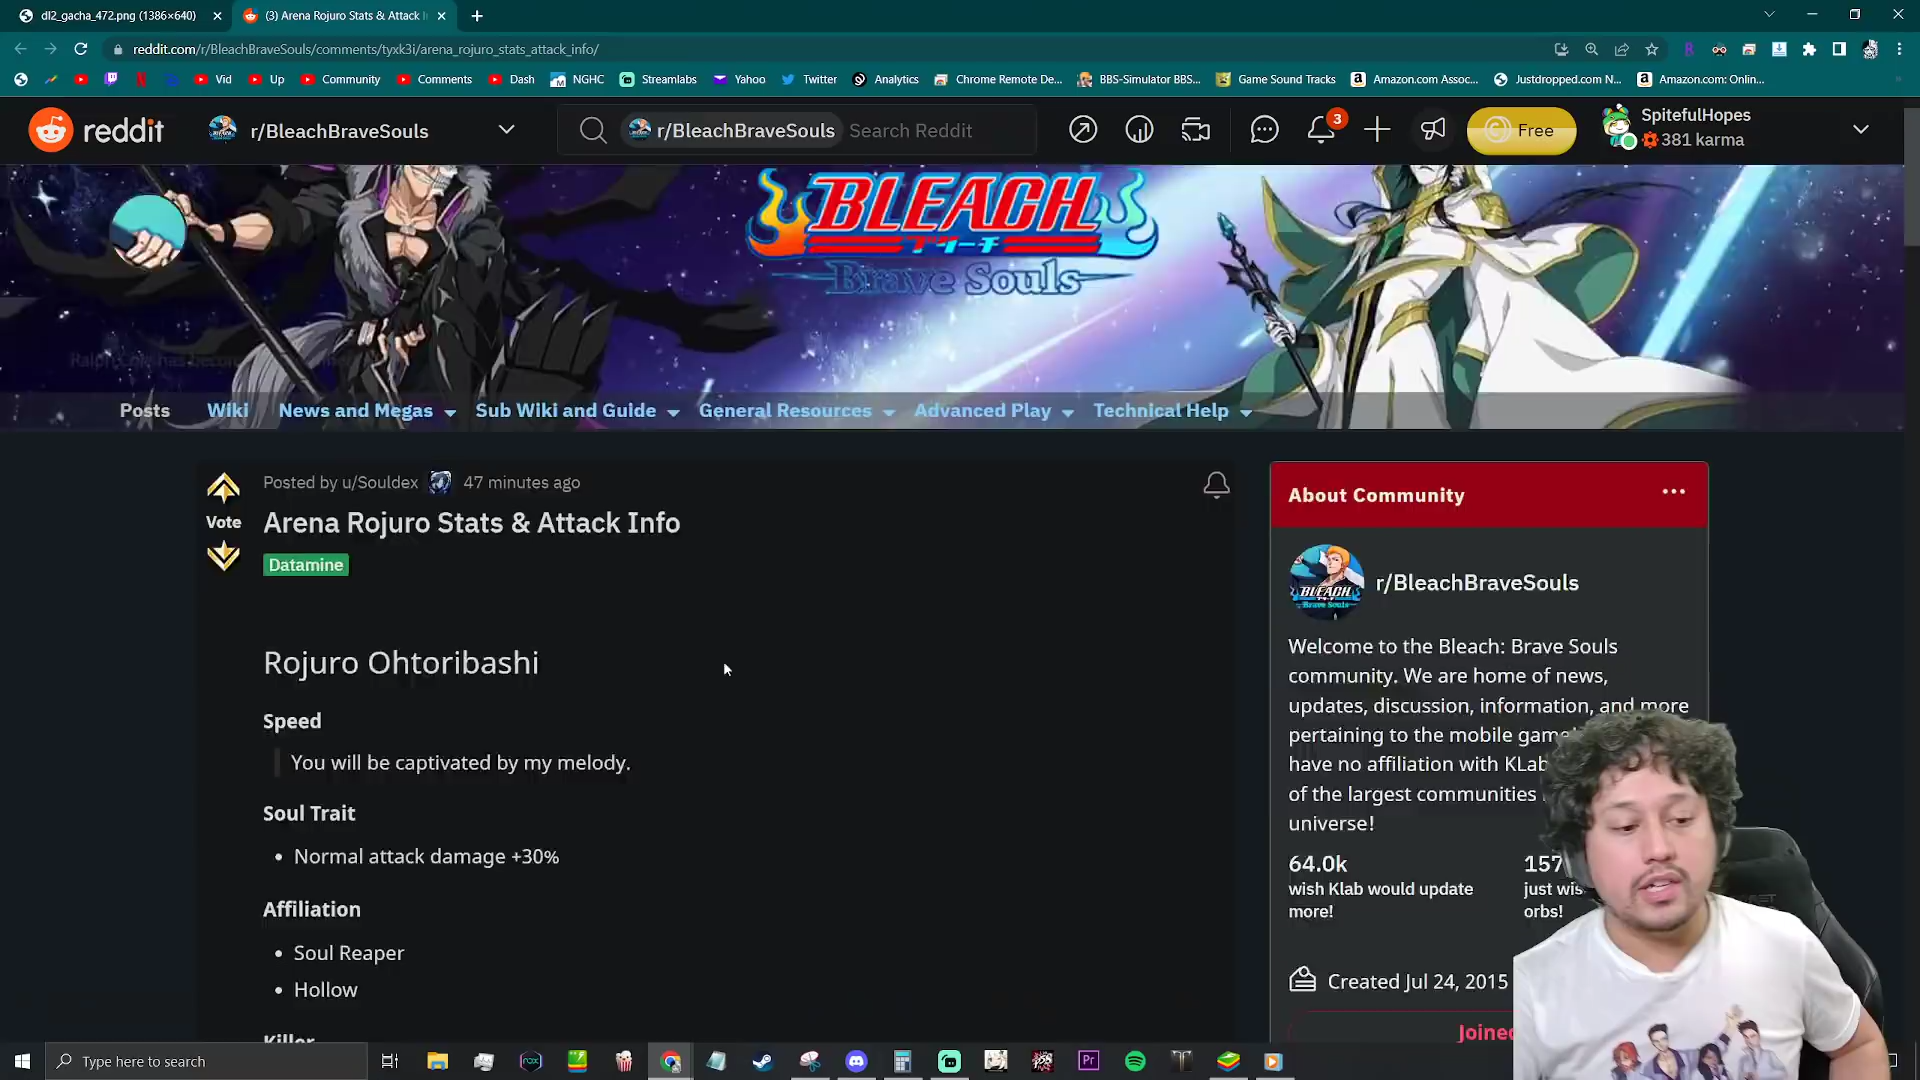 dl2_gacha_472.png (1386×640)
(3) Arena Rojuro Stats & Attack I
reddit.com/r/BleachBraveSouls/comments/tyxk3i/arena_rojuro_stats_attack_info/
Vid
Up
Community
Comments
Dash
NGHC
Streamlabs
Yahoo
Twitter
Analytics
Chrome Remote De...
BBS-Simulator BBS...
Game Sound Tracks
Amazon.com Assoc...
Justdropped.com N...
Amazon.com: Onlin...
reddit
r/BleachBraveSouls
r/BleachBraveSouls Search Reddit
3
Free
SpitefulHopes
381 karma
BLEACH
Brave Souls
Posts
Wiki
News and Megas
Sub Wiki and Guide
General Resources
Advanced Play
Technical Help
Vote
Posted by u/Souldex 47 minutes ago
Arena Rojuro Stats & Attack Info
Datamine
Rojuro Ohtoribashi
Speed
You will be captivated by my melody.
Soul Trait
• Normal attack damage +30%
Affiliation
• Soul Reaper
• Hollow
Killer
About Community
BLEACH
Brave Souls
r/BleachBraveSouls
Welcome to the Bleach: Brave Souls
community. We are home of news,
updates, discussion, information, and more
pertaining to the mobile game
have no affiliation with KLab
of the largest communities
universe!
64.0k
wish Klab would update
more!
157
just wis
orbs!
Created Jul 24, 2015
Joined
Type here to search
nox
Pr